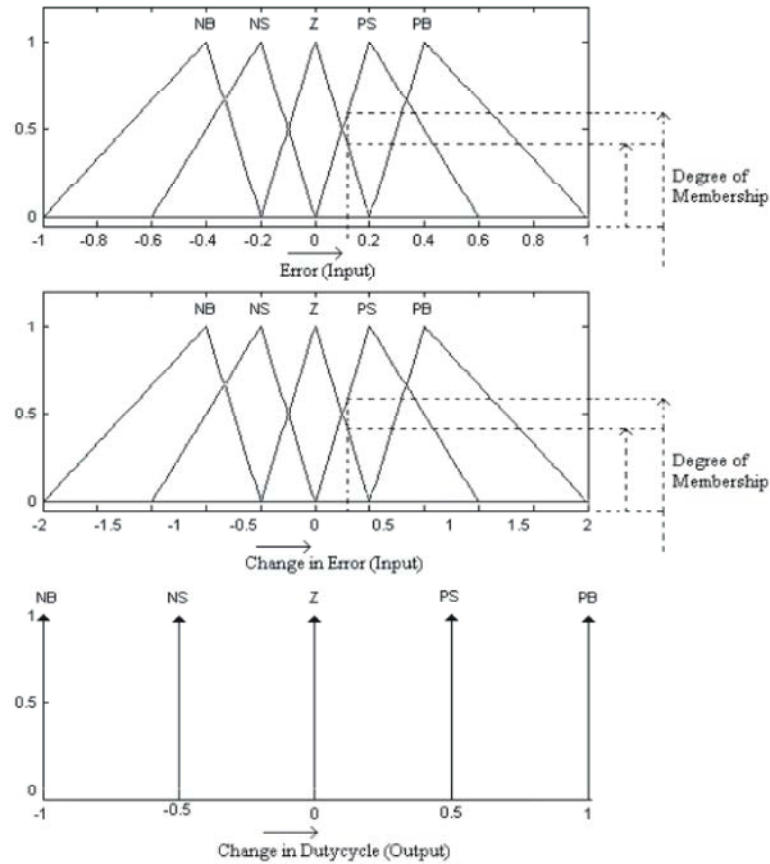 NB NS Z PS PB
1
0.5
0
-1 -0.8 -0.6 -0.4 -0.2 0 0.2 0.4 0.6 0.8 1
Error (Input)
Degree of
Membership
NB NS Z PS PB
1
0.5
0
-2 -1.5 -1 -0.5 0 0.5 1 1.5 2
Change in Error (Input)
Degree of
Membership
NB NS Z PS PB
1
0.5
0
-1 -0.5 0 0.5 1
Change in Dutycycle (Output)